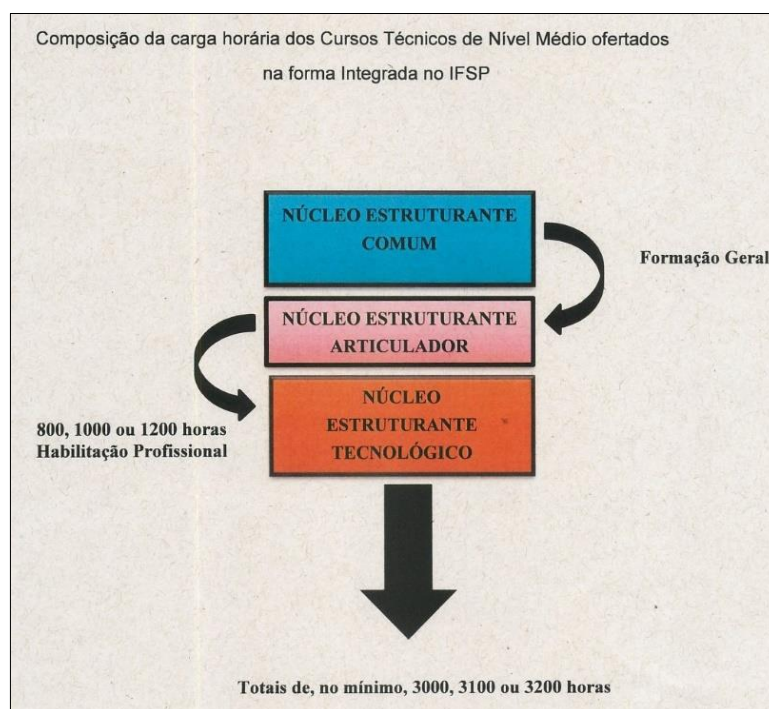 Composição da carga horária dos Cursos Técnicos de Nível Médio ofertados
na forma Integrada no IFSP
NÚCLEO ESTRUTURANTE
COMUM
Formação Geral
NÚCLEO ESTRUTURANTE
ARTICULADOR
NÚCLEO
ESTRUTURANTE
TECNOLÓGICO
800, 1000 ou 1200 horas
Habilitação Profissional
Totais de, no mínimo, 3000, 3100 ou 3200 horas